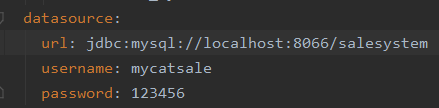 datasource:
url: jdbc:mysql://localhost:8066/salesystem
username: mycatsale
password: 123456